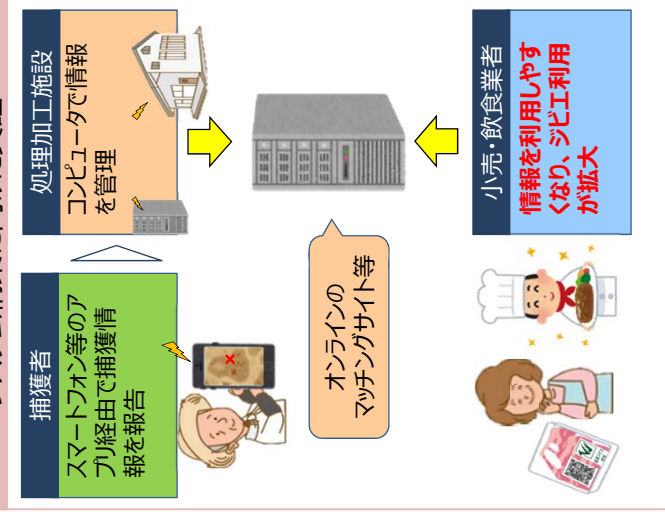 捕獲者
スマートフォン等のア
プリ経由で捕獲情
報を報告
処理加工施設
コンピュータで情報
を管理
オンラインの
マッチングサイト等
小売・飲食業者
情報を利用しやす
くなり、ジビエ利用
が拡大